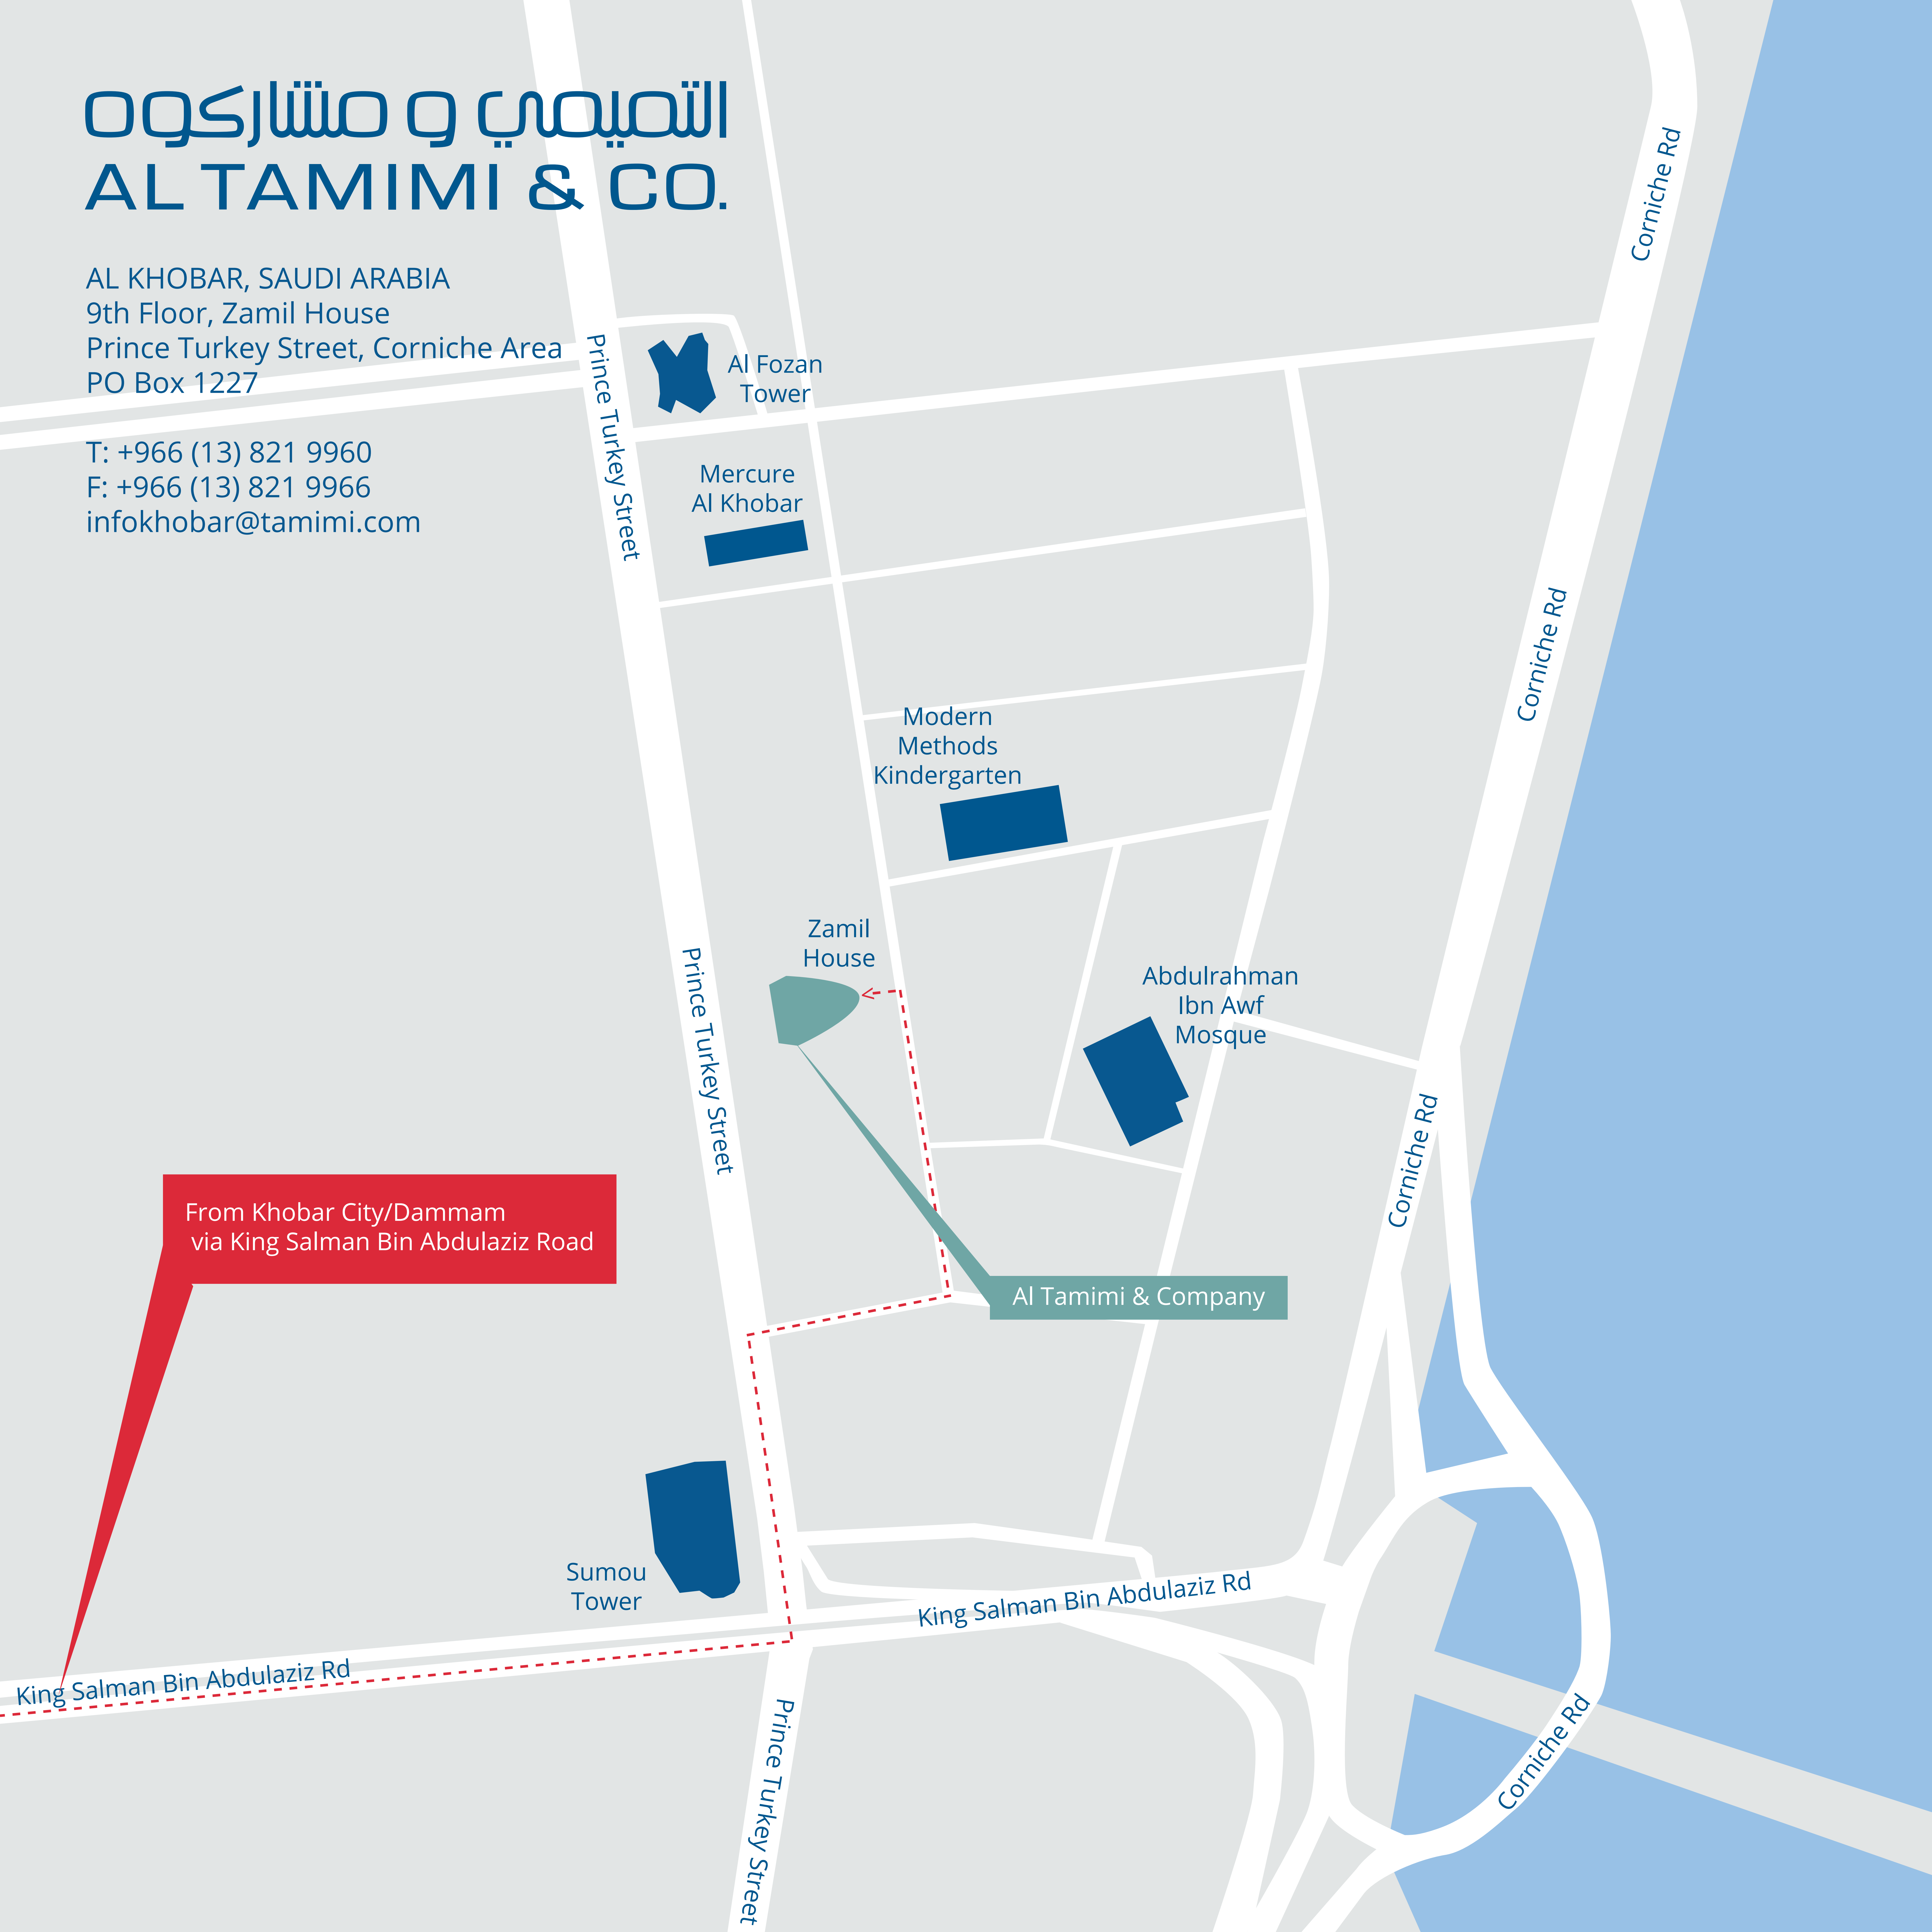 التميمي و مشاركوه
AL TAMIMI & CO.
AL KHOBAR, SAUDI ARABIA
9th Floor, Zamil House
Prince Turkey Street, Corniche Area
PO Box 1227
T: +966 (13) 821 9960
F: +966 (13) 821 9966
infokhobar@tamimi.com
Corniche Rd
Prince Turkey Street
Al Fozan
Tower
Mercure
Al Khobar
Corniche Rd
Modern
Methods
Kindergarten
Zamil
House
Prince Turkey Street
Abdulrahman
Ibn Awf
Mosque
Corniche Rd
From Khobar City/Dammam
via King Salman Bin Abdulaziz Road
Al Tamimi & Company
Sumou
Tower
King Salman Bin Abdulaziz Rd
King Salman Bin Abdulaziz Rd
Prince Turkey Street
Corniche Rd